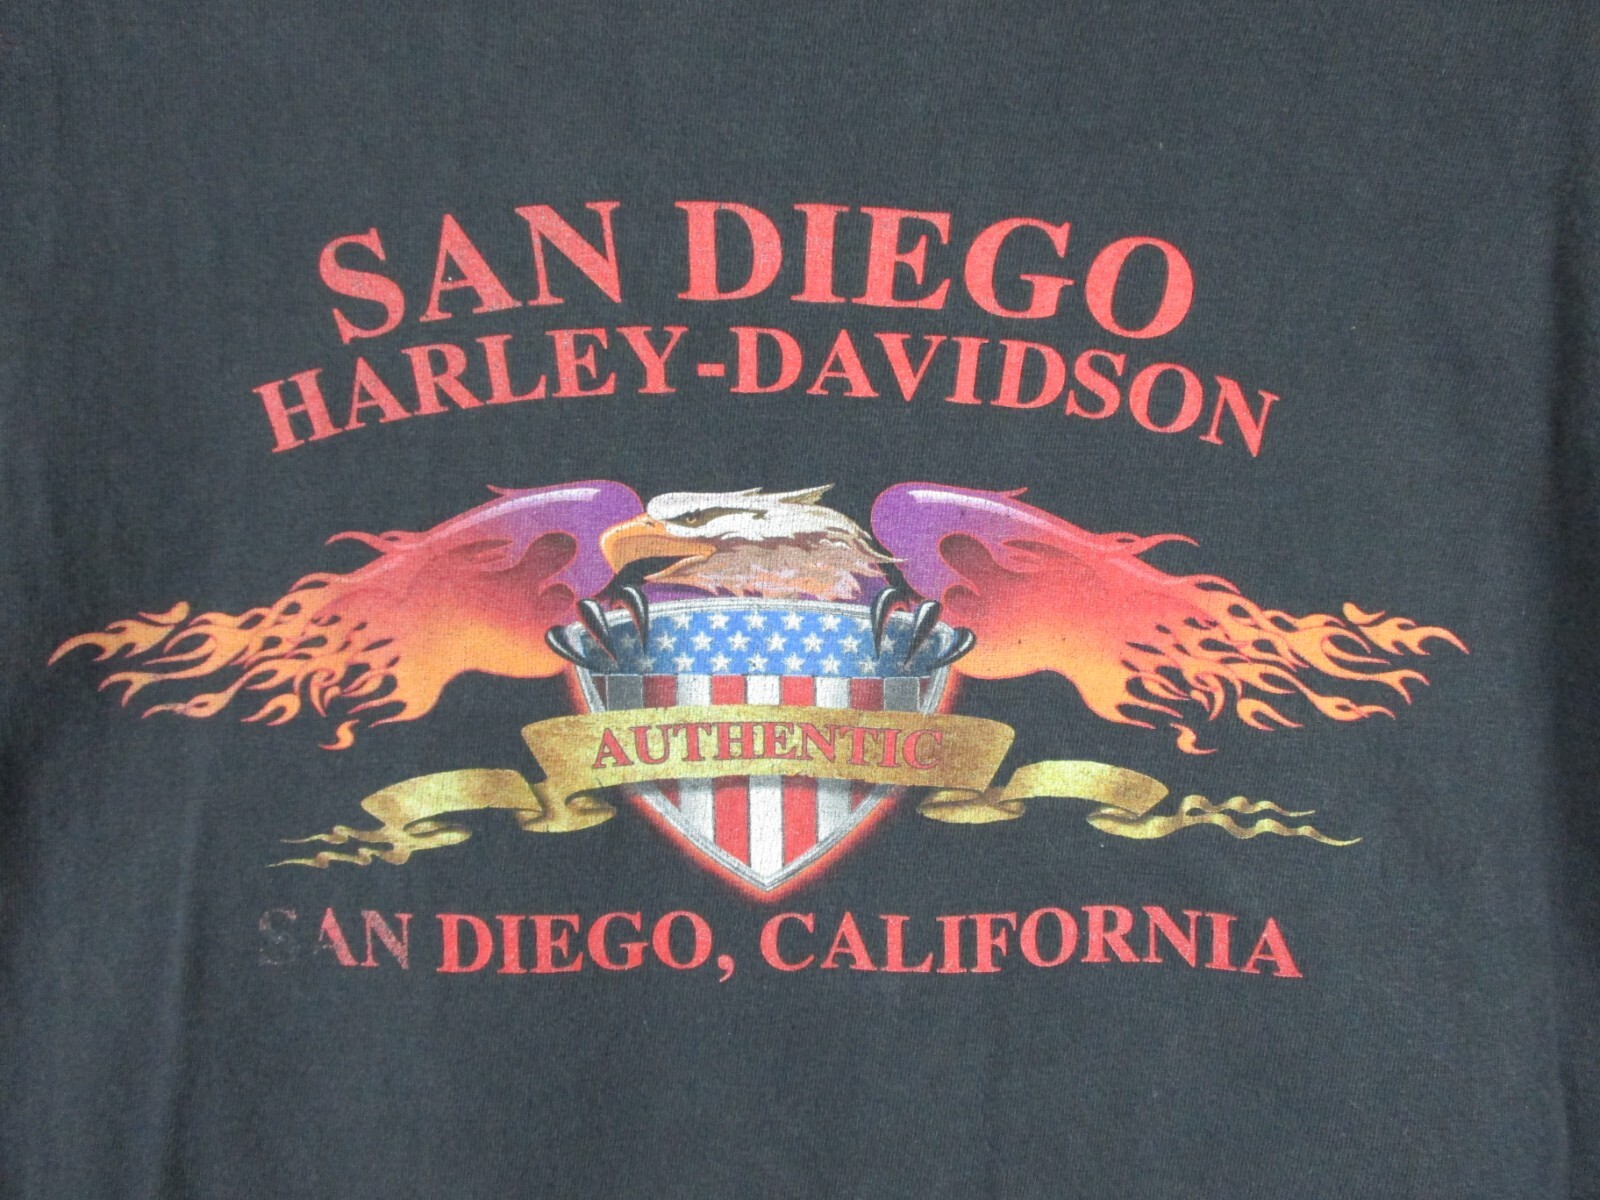 SAN DIEGO
HARLEY-DAVIDSON
AUTHENTIC
SAN DIEGO, CALIFORNIA